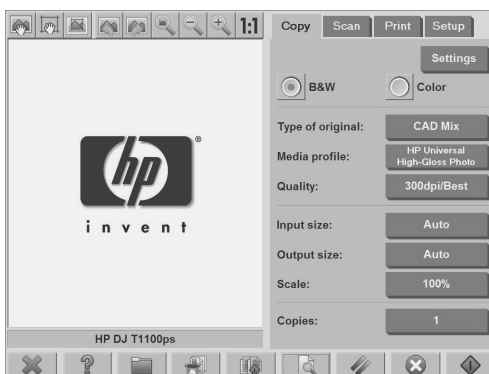 1:1
Copy Scan Print Setup
Settings
B&W Color
Type of original: CAD Mix
Media profile: HP Universal
High-Gloss Photo
Quality: 300dpi/Best
hp
®
invent
Input size: Auto
Output size: Auto
Scale: 100%
Copies: 1
HP DJ T1100ps
?